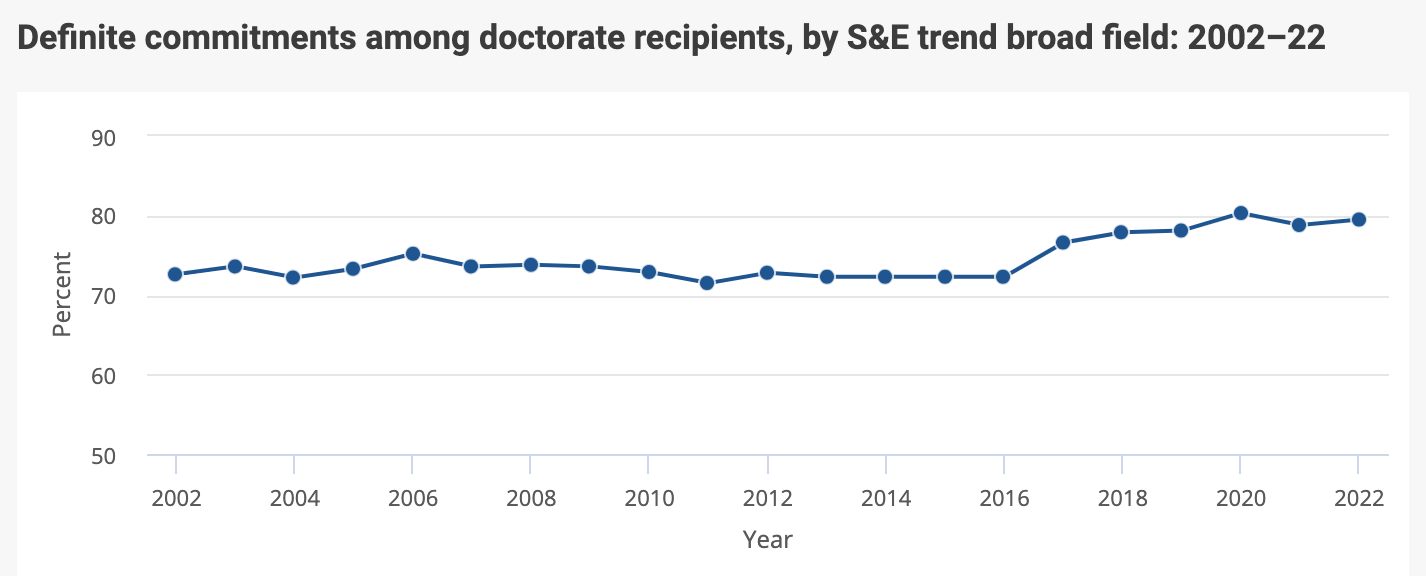 Definite commitments among doctorate recipients, by S&E trend broad field: 2002–22
90
80
70
60
50
Percent
2002 2004 2006 2008 2010 2012 2014 2016 2018 2020 2022
Year